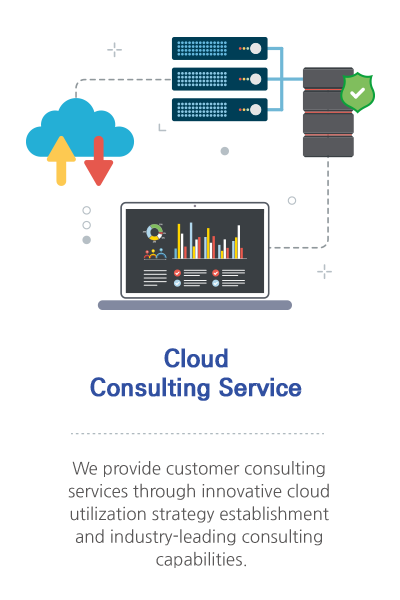 Cloud
Consulting Service
We provide customer consulting
services through innovative cloud
utilization strategy establishment
and industry-leading consulting
capabilities.